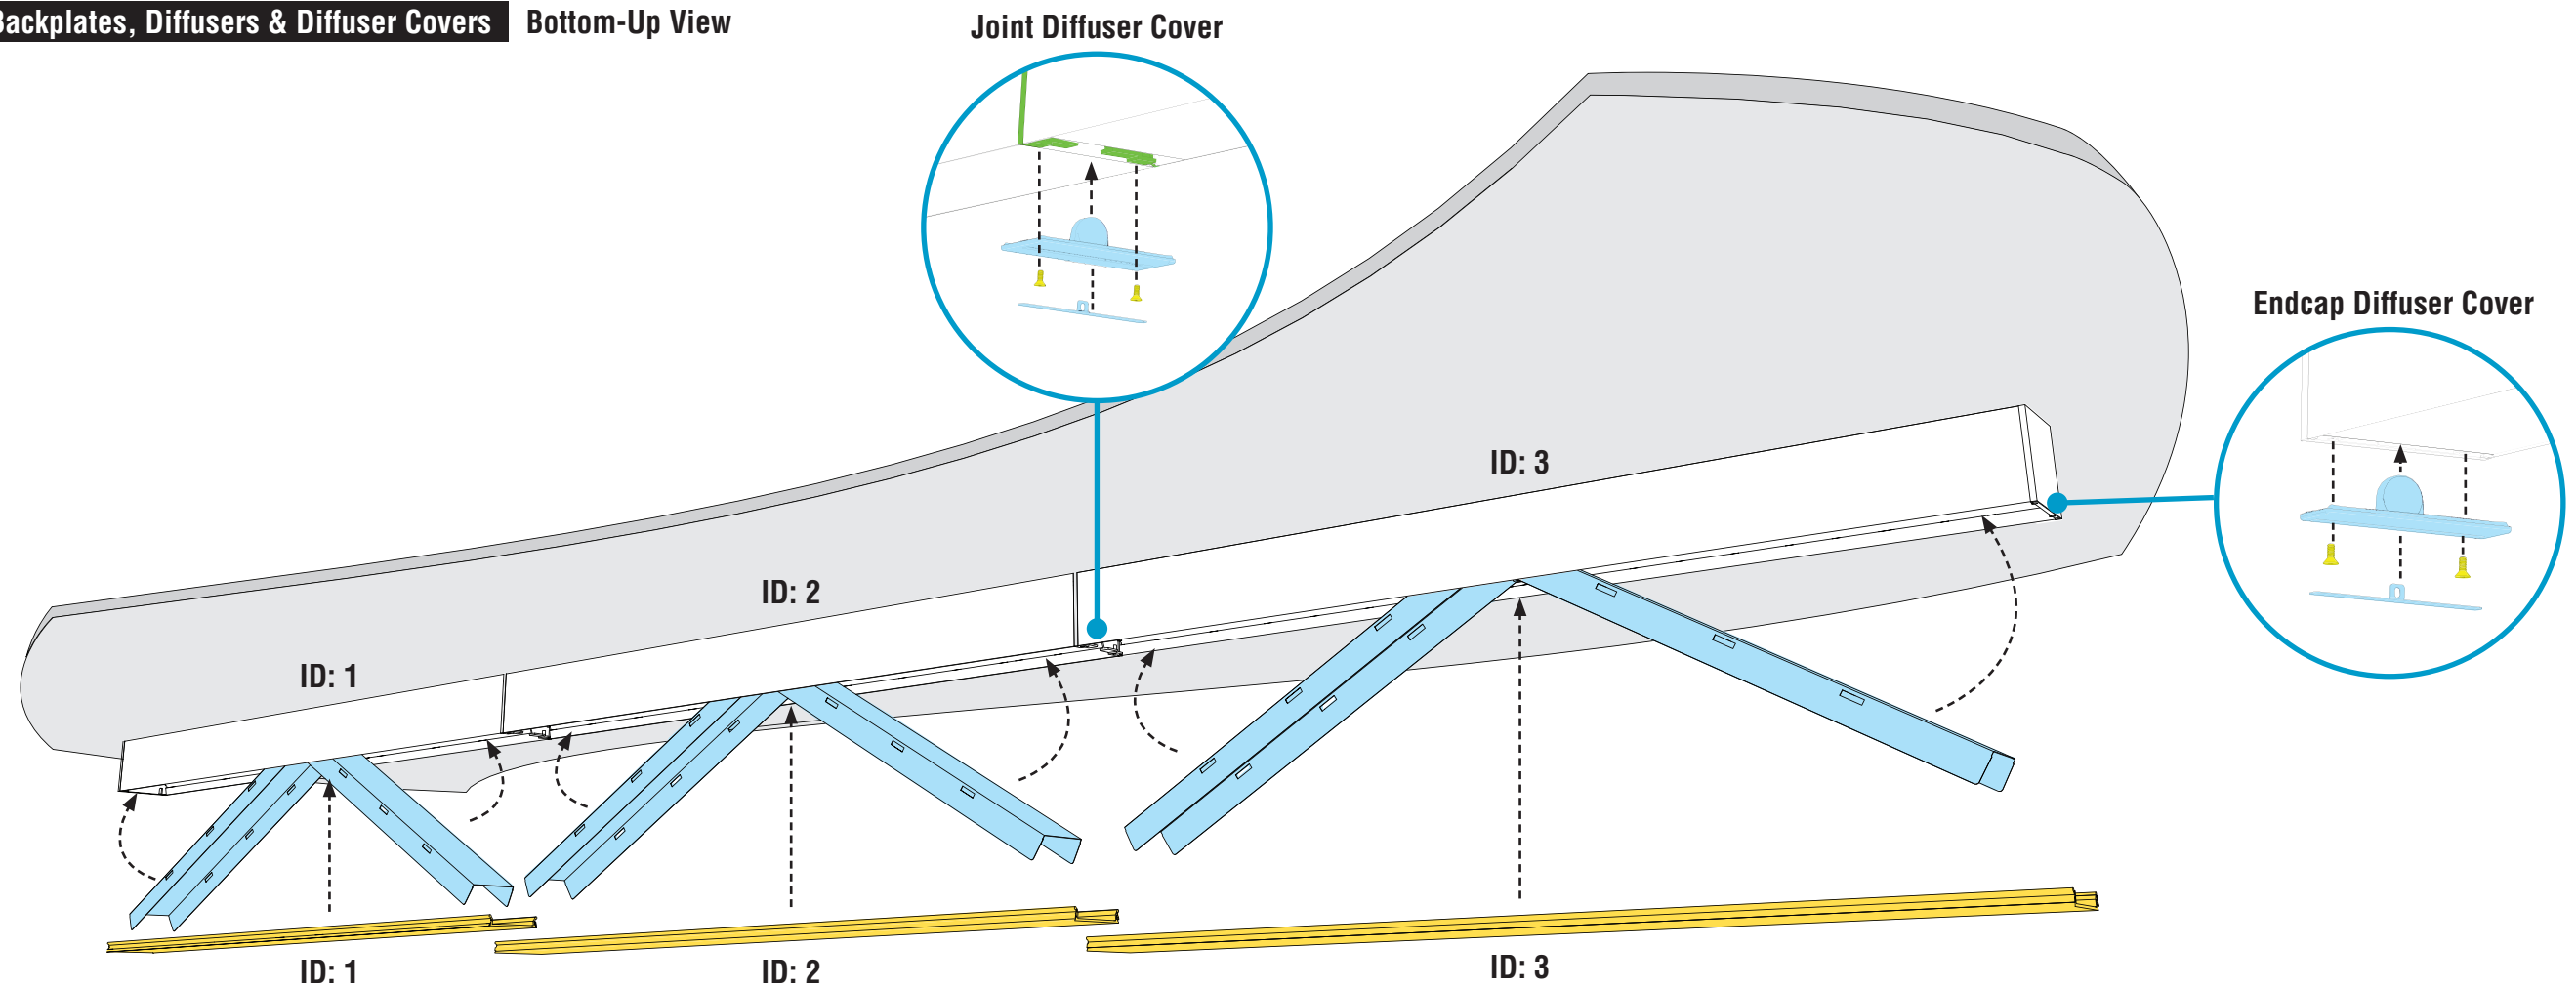 Backplates, Diffusers & Diffuser Covers Bottom-Up View
Joint Diffuser Cover
Endcap Diffuser Cover
ID: 3
ID: 2
ID: 1
ID: 1
ID: 2
ID: 3